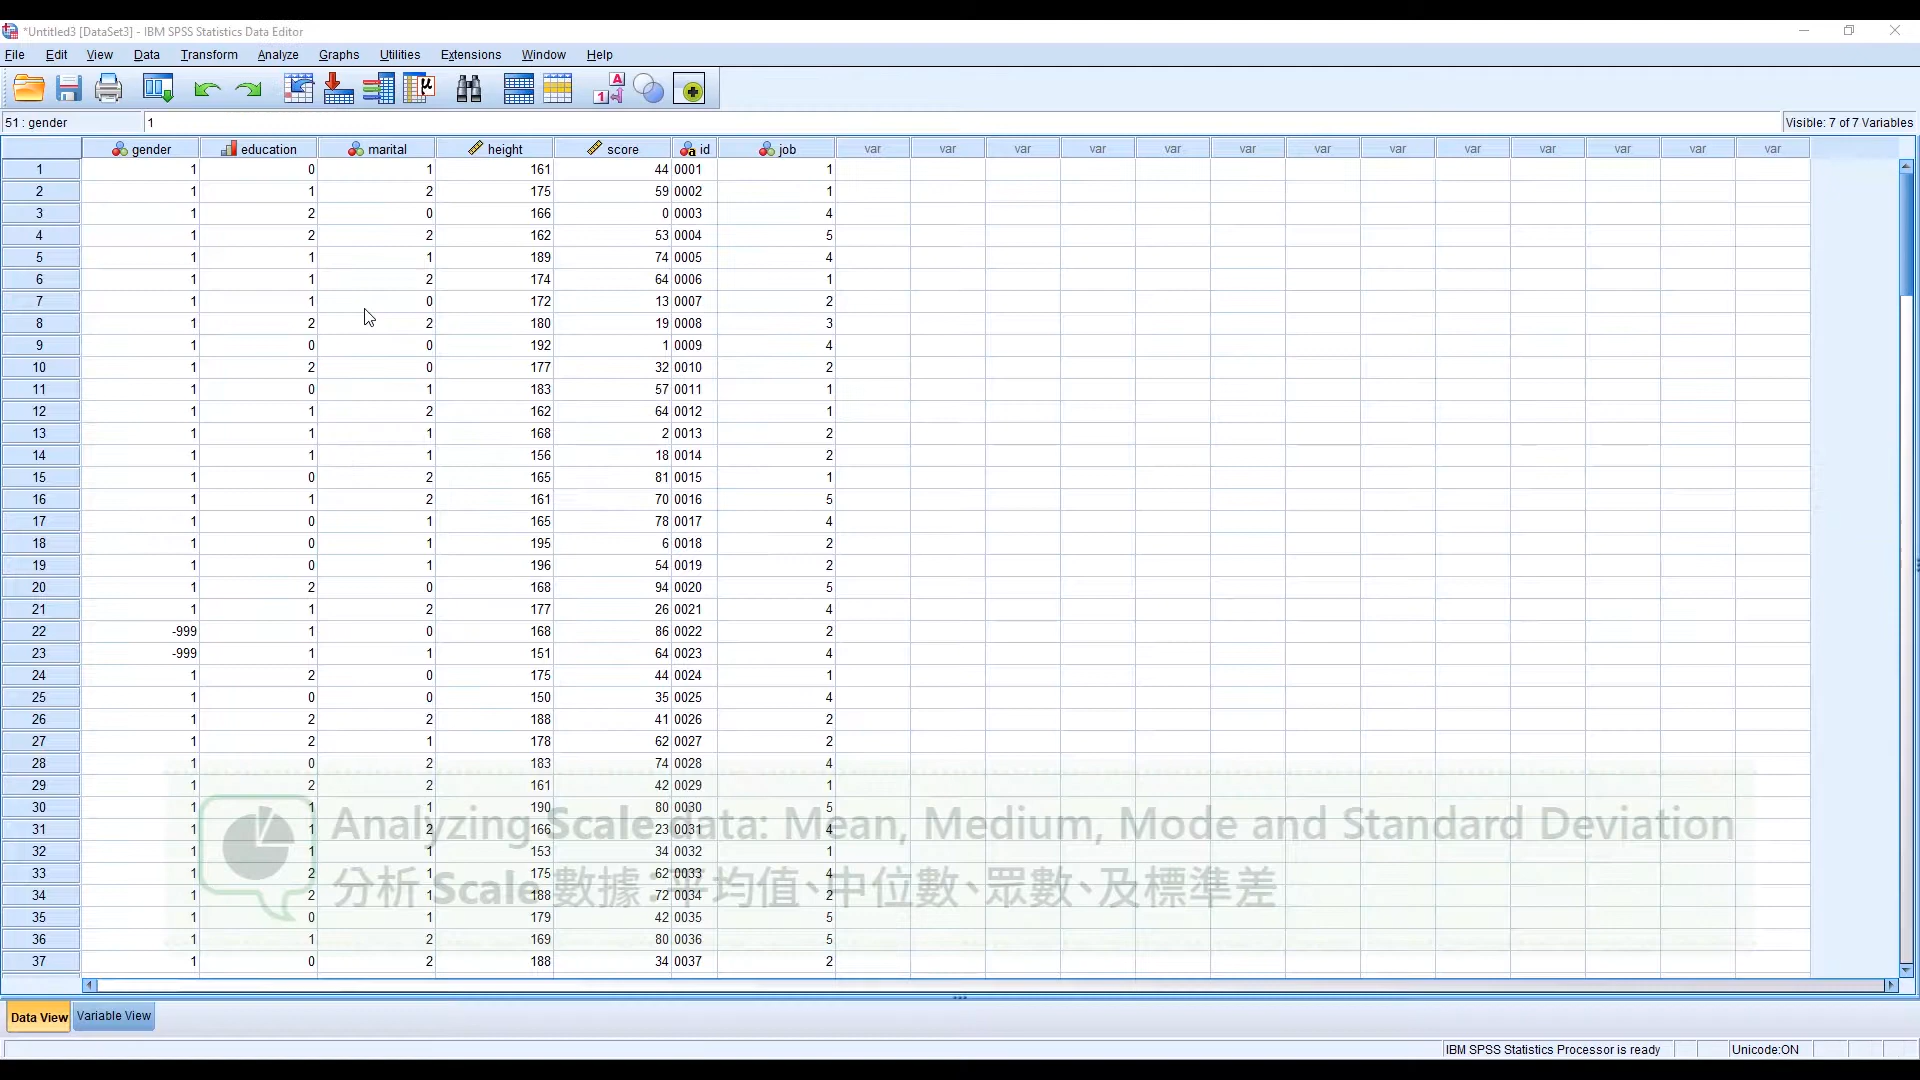 *Untitled3 [DataSet3] - IBM SPSS Statistics Data Editor
File Edit View Data Transform Analyze Graphs Utilities Extensions Window Help
51 : gender 1 Visible: 7 of 7 Variables
gender education marital height score id job var var var var var var var var var var var var var
1 1 0 1 161 44 0001 1
2 1 1 2 175 59 0002 1
3 1 2 0 166 0 0003 4
4 1 2 2 162 53 0004 5
5 1 1 1 189 74 0005 4
6 1 1 2 174 64 0006 1
7 1 1 0 172 13 0007 2
8 1 2 2 180 19 0008 3
9 1 0 0 192 1 0009 4
10 1 2 0 177 32 0010 2
11 1 0 1 183 57 0011 1
12 1 1 2 162 64 0012 1
13 1 1 1 168 2 0013 2
14 1 1 1 156 18 0014 2
15 1 0 2 165 81 0015 1
16 1 1 2 161 70 0016 5
17 1 0 1 165 78 0017 4
18 1 0 1 195 6 0018 2
19 1 0 1 196 54 0019 2
20 1 2 0 168 94 0020 5
21 1 1 2 177 26 0021 4
22 -999 1 0 168 86 0022 2
23 -999 1 1 151 64 0023 4
24 1 2 0 175 44 0024 1
25 1 0 0 150 35 0025 4
26 1 2 2 188 41 0026 2
27 1 2 1 178 62 0027 2
28 1 0 2 183 74 0028 4
29 1 2 2 161 42 0029 1
30 1 1 1 190 80 0030 5
31 1 1 2 166 23 0031 4
32 1 1 1 153 34 0032 1
33 1 2 1 175 62 0033 4
34 1 2 1 188 72 0034 2
35 1 0 1 179 42 0035 5
36 1 1 2 169 80 0036 5
37 1 0 2 188 34 0037 2
Analyzing Scale data: Mean, Medium, Mode and Standard Deviation
分析 Scale 數據：平均值、中位數、眾數、及標準差
Data View Variable View
IBM SPSS Statistics Processor is ready Unicode:ON